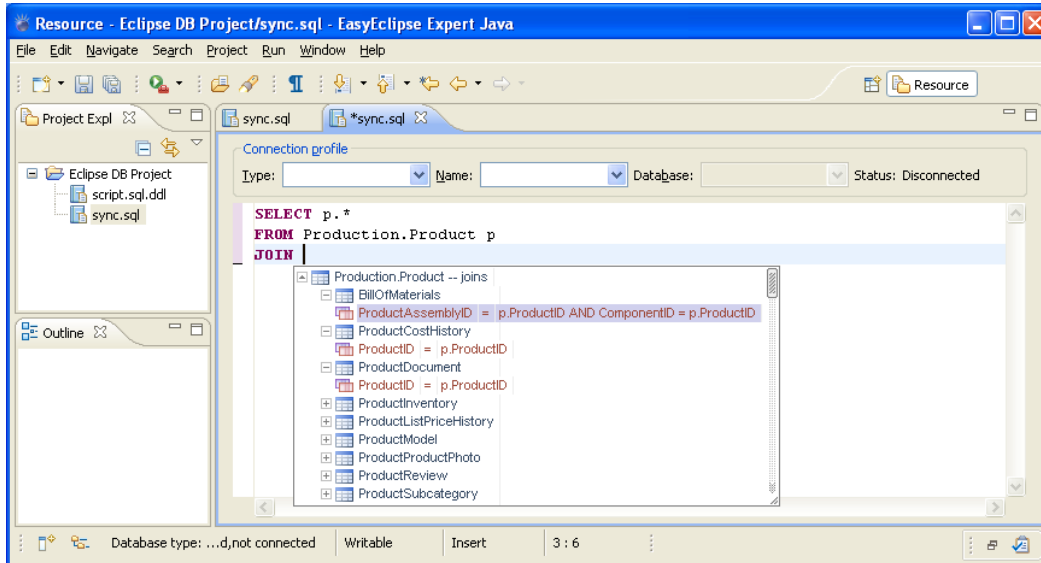 Resource - Eclipse DB Project/sync.sql - EasyEclipse Expert Java
File Edit Navigate Search Project Run Window Help
Resource
Project Expl
sync.sql
*sync.sql
Connection profile
Type: Name: Database: Status: Disconnected
Eclipse DB Project
script.sql.ddl
sync.sql
SELECT p.*
FROM Production.Product p
JOIN
Production.Product -- joins
BillOfMaterials
ProductAssemblyID = p.ProductID AND ComponentID = p.ProductID
ProductCostHistory
ProductID = p.ProductID
ProductDocument
ProductID = p.ProductID
ProductInventory
ProductListPriceHistory
ProductModel
ProductProductPhoto
ProductReview
ProductSubcategory
Outline
Database type: ...d,not connected Writable Insert 3 : 6